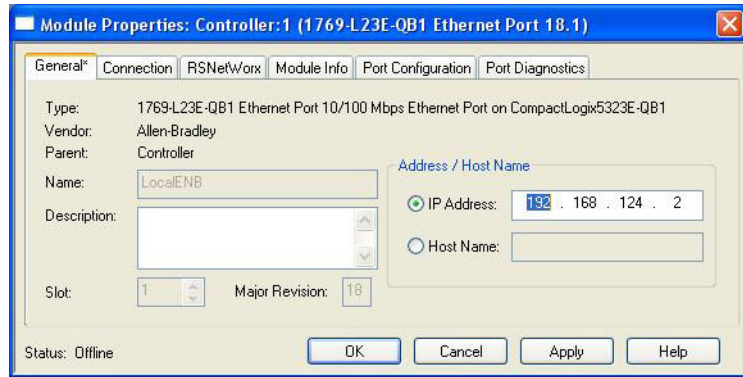 Module Properties: Controller:1 (1769-L23E-QB1 Ethernet Port 18.1)
General* Connection RSNetWorx Module Info Port Configuration Port Diagnostics
Type: 1769-L23E-QB1 Ethernet Port 10/100 Mbps Ethernet Port on CompactLogix5323E-QB1
Vendor: Allen-Bradley
Parent: Controller
Address / Host Name
Name: LocalENB
IP Address: 192 . 168 . 124 . 2
Description:
Host Name:
Slot: 1 Major Revision: 18
Status: Offline OK Cancel Apply Help